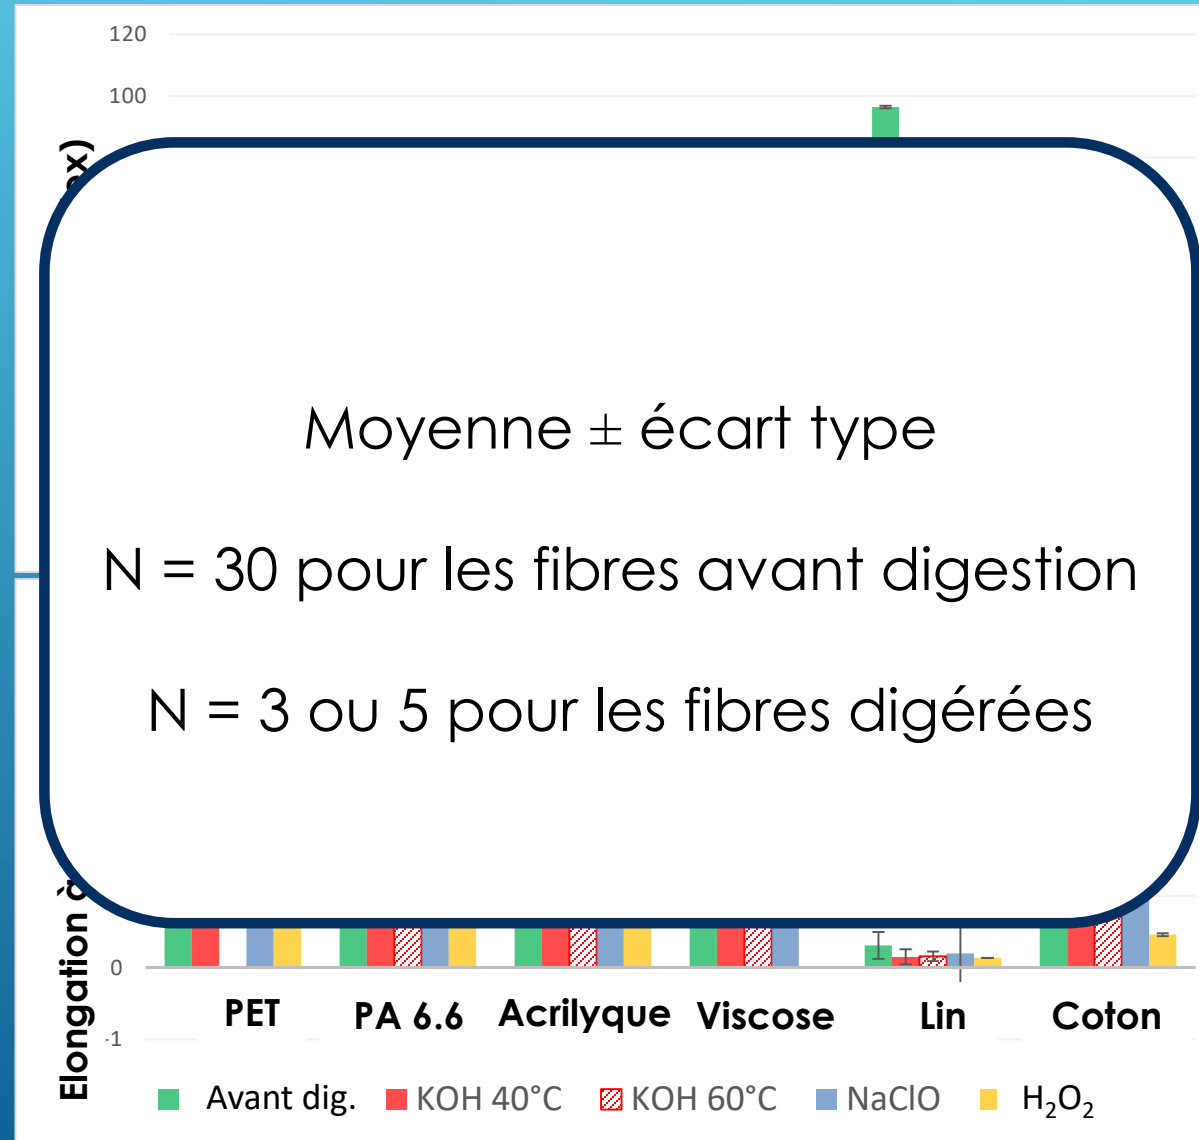 120
100
ex)
Moyenne ± écart type
N = 30 pour les fibres avant digestion
N = 3 ou 5 pour les fibres digérées
Elongation à
0
-1
PET PA 6.6 Acrilyque Viscose Lin Coton
Avant dig. KOH 40°C KOH 60°C NaClO H₂O₂